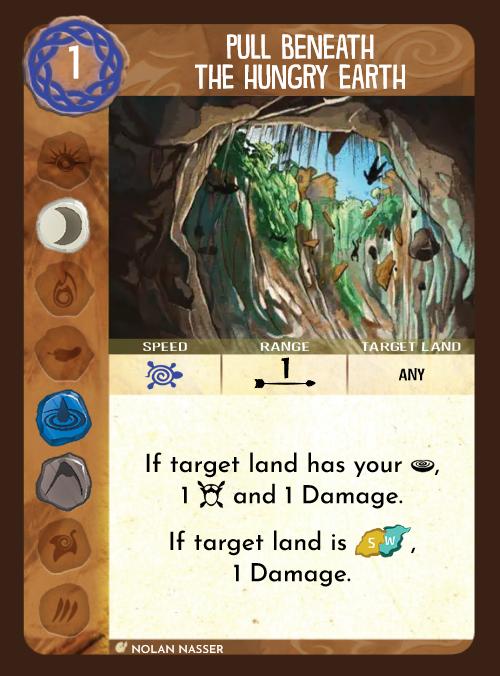 1
PULL BENEATH
THE HUNGRY EARTH
SPEED RANGE TARGET LAND
1 ANY
If target land has your ,
1 and 1 Damage.
If target land is S W ,
1 Damage.
NOLAN NASSER